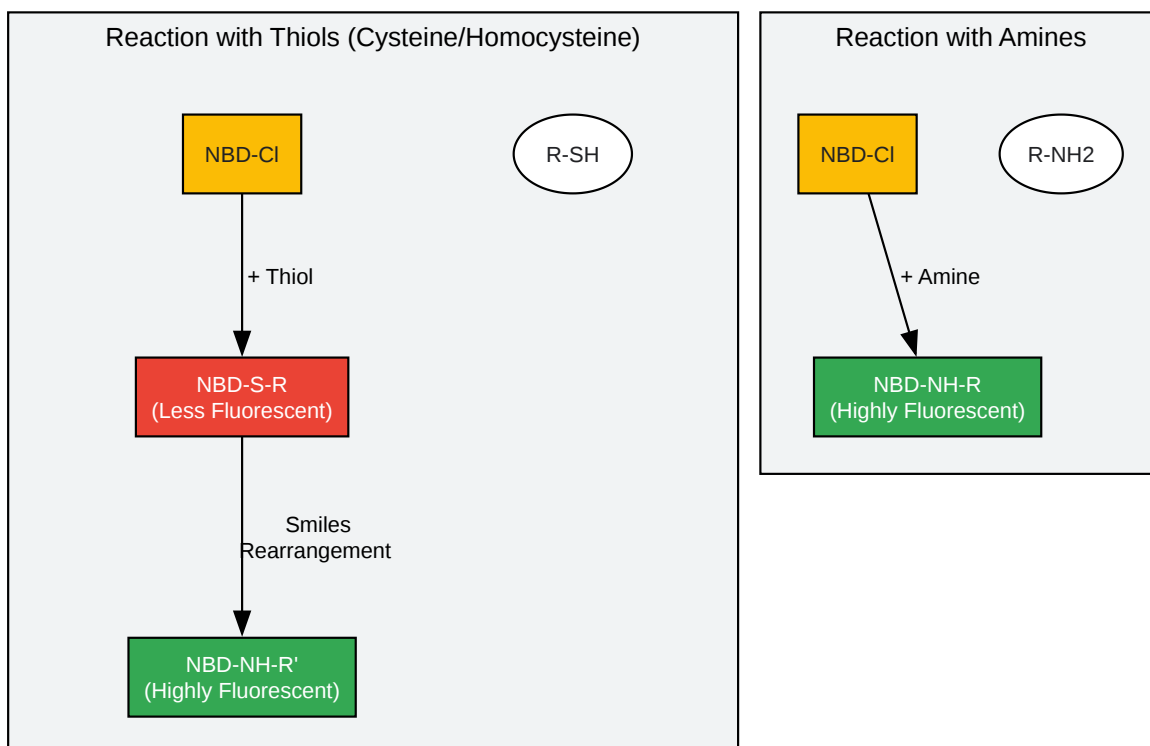 Reaction with Thiols (Cysteine/Homocysteine)
NBD-Cl
R-SH
+ Thiol
NBD-S-R
(Less Fluorescent)
Smiles
Rearrangement
NBD-NH-R'
(Highly Fluorescent)
Reaction with Amines
NBD-Cl
R-NH2
+ Amine
NBD-NH-R
(Highly Fluorescent)